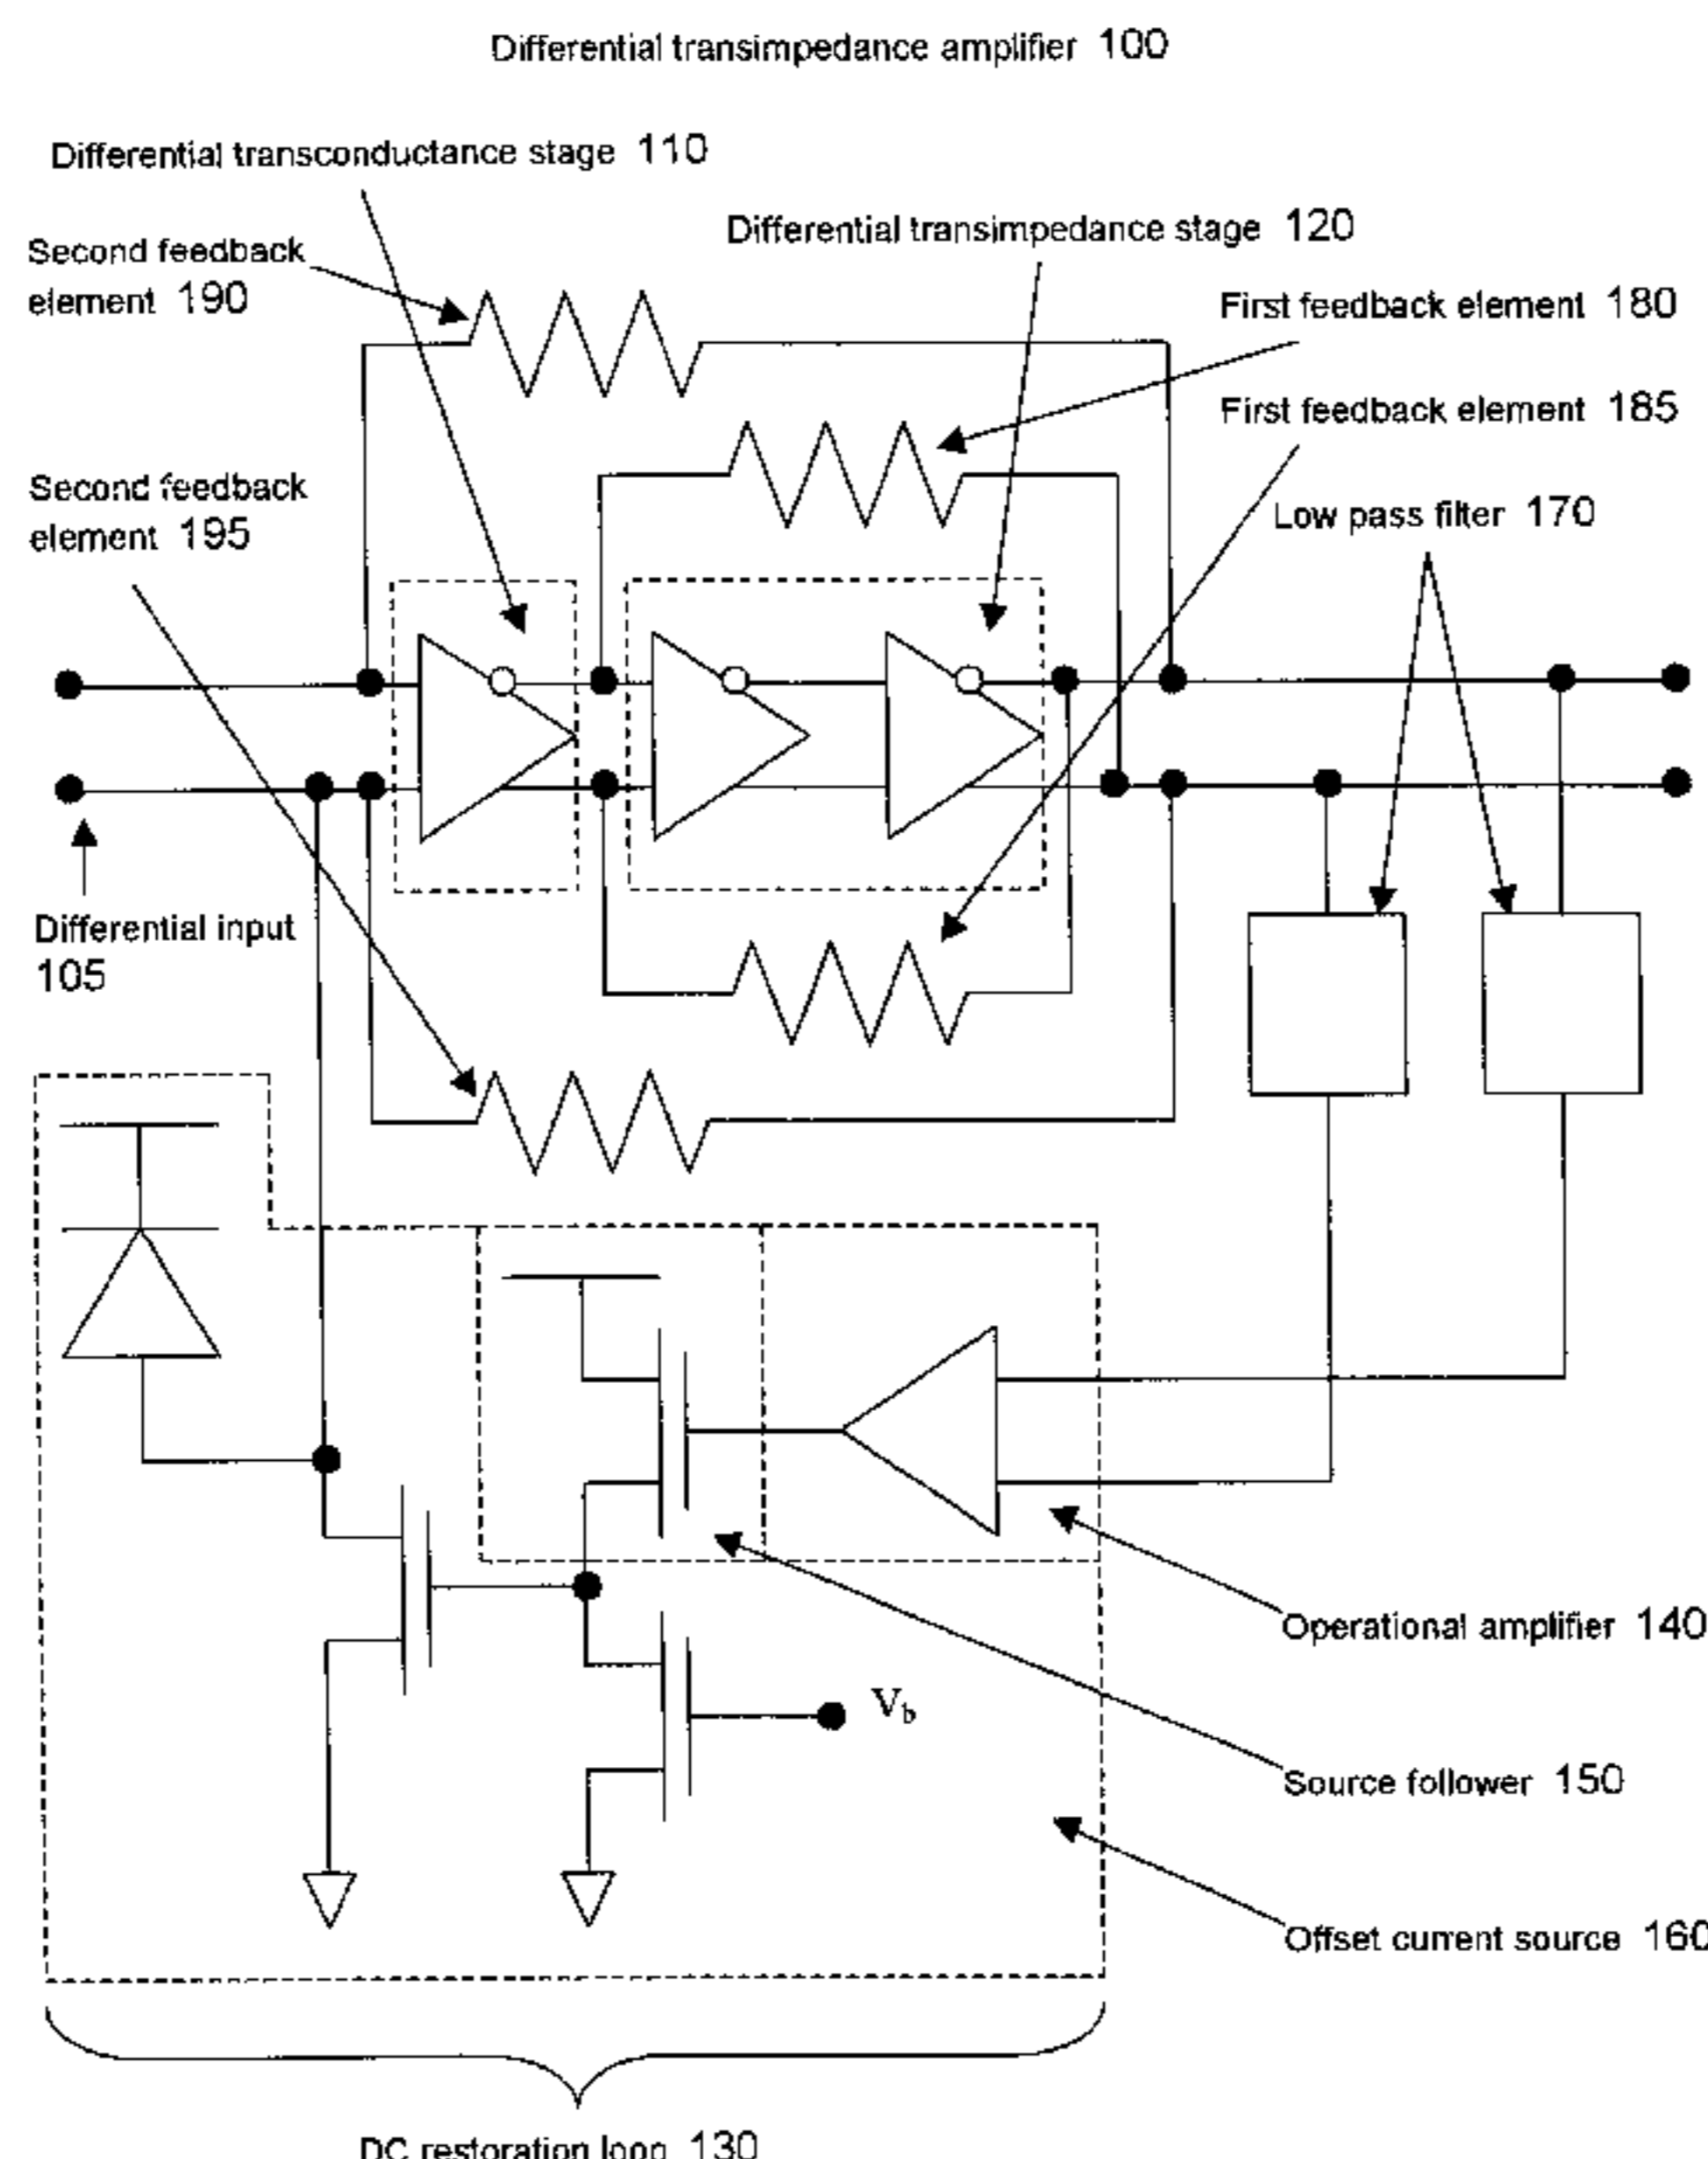 Differential transimpedance amplifier 100
Differential transconductance stage 110
Differential transimpedance stage 120
Second feedback
element 190
First feedback element 180
First feedback element 185
Second feedback
element 195
Low pass filter 170
Differential input
105
Operational amplifier 140
Vb
Source follower 150
Offset current source 160
DC restoration loop 130